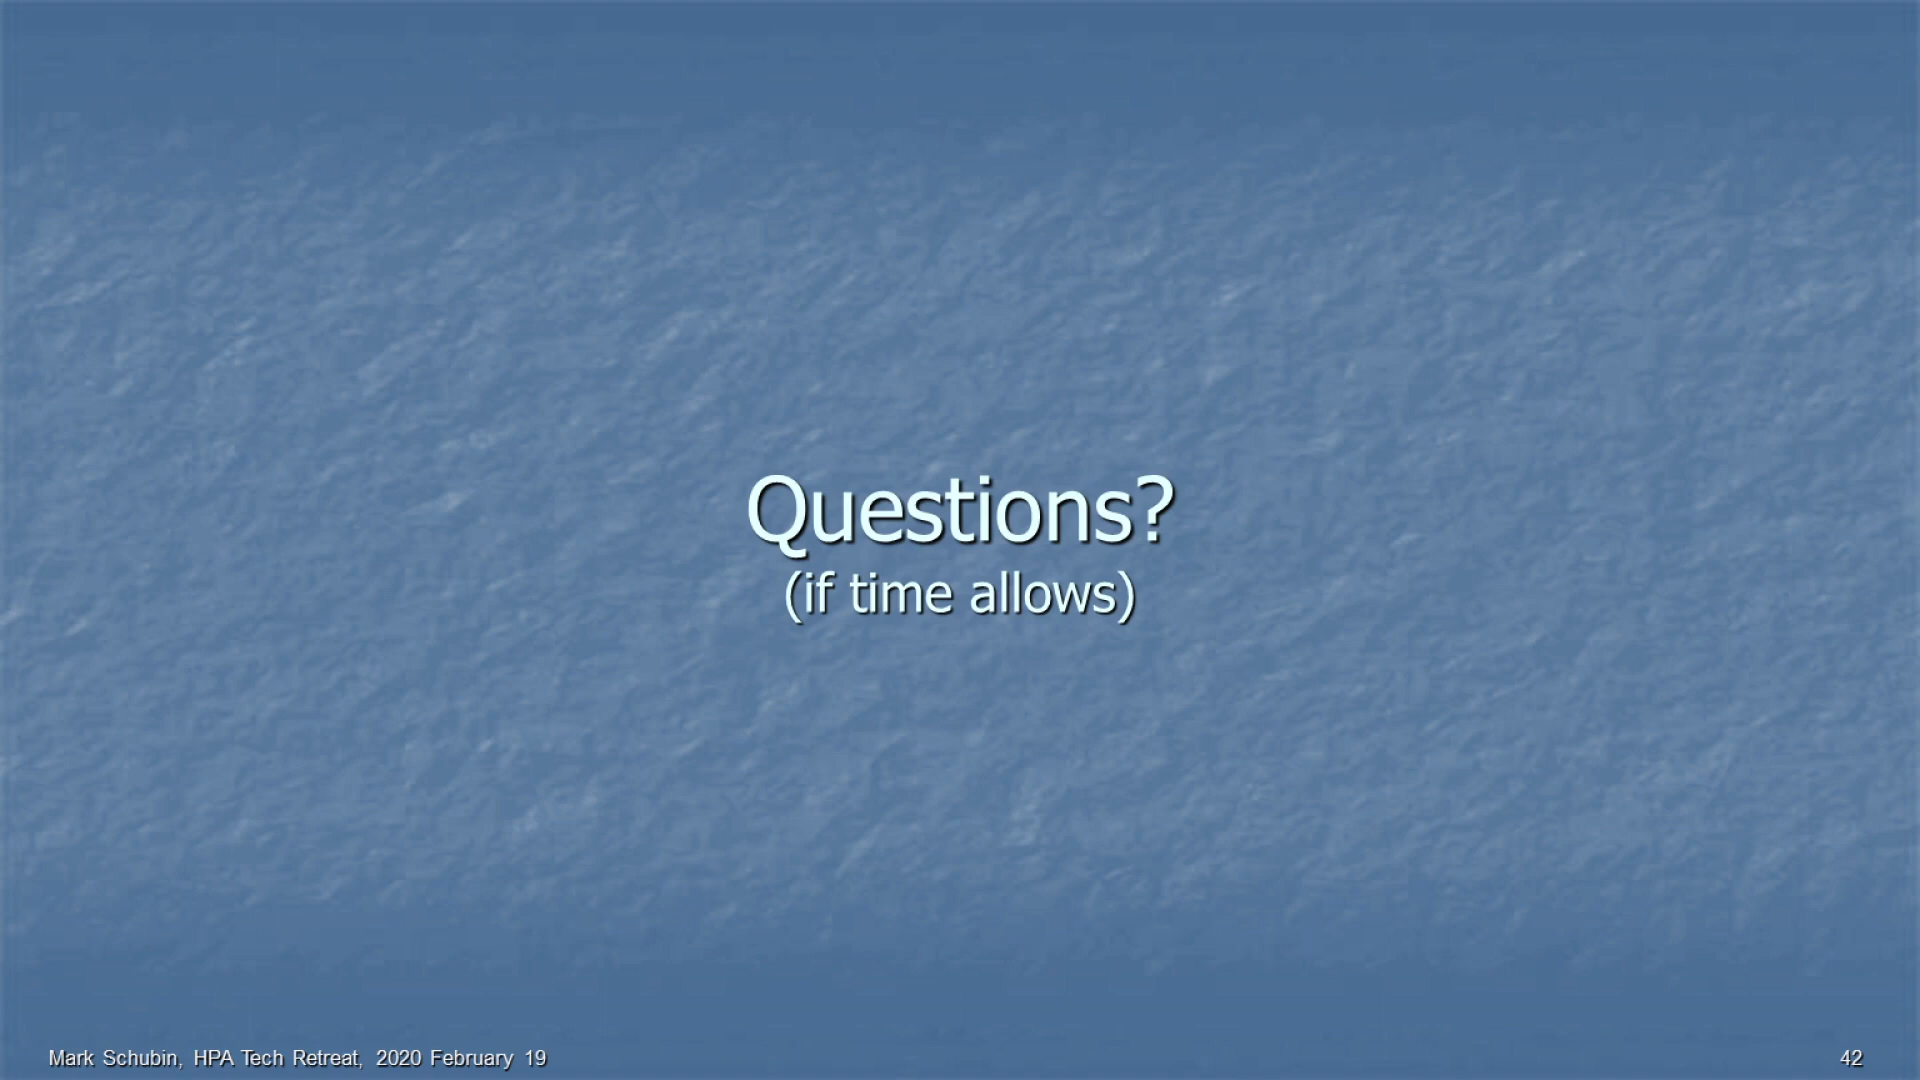 Questions?
(if time allows)
Mark Schubin, HPA Tech Retreat, 2020 February 19
42